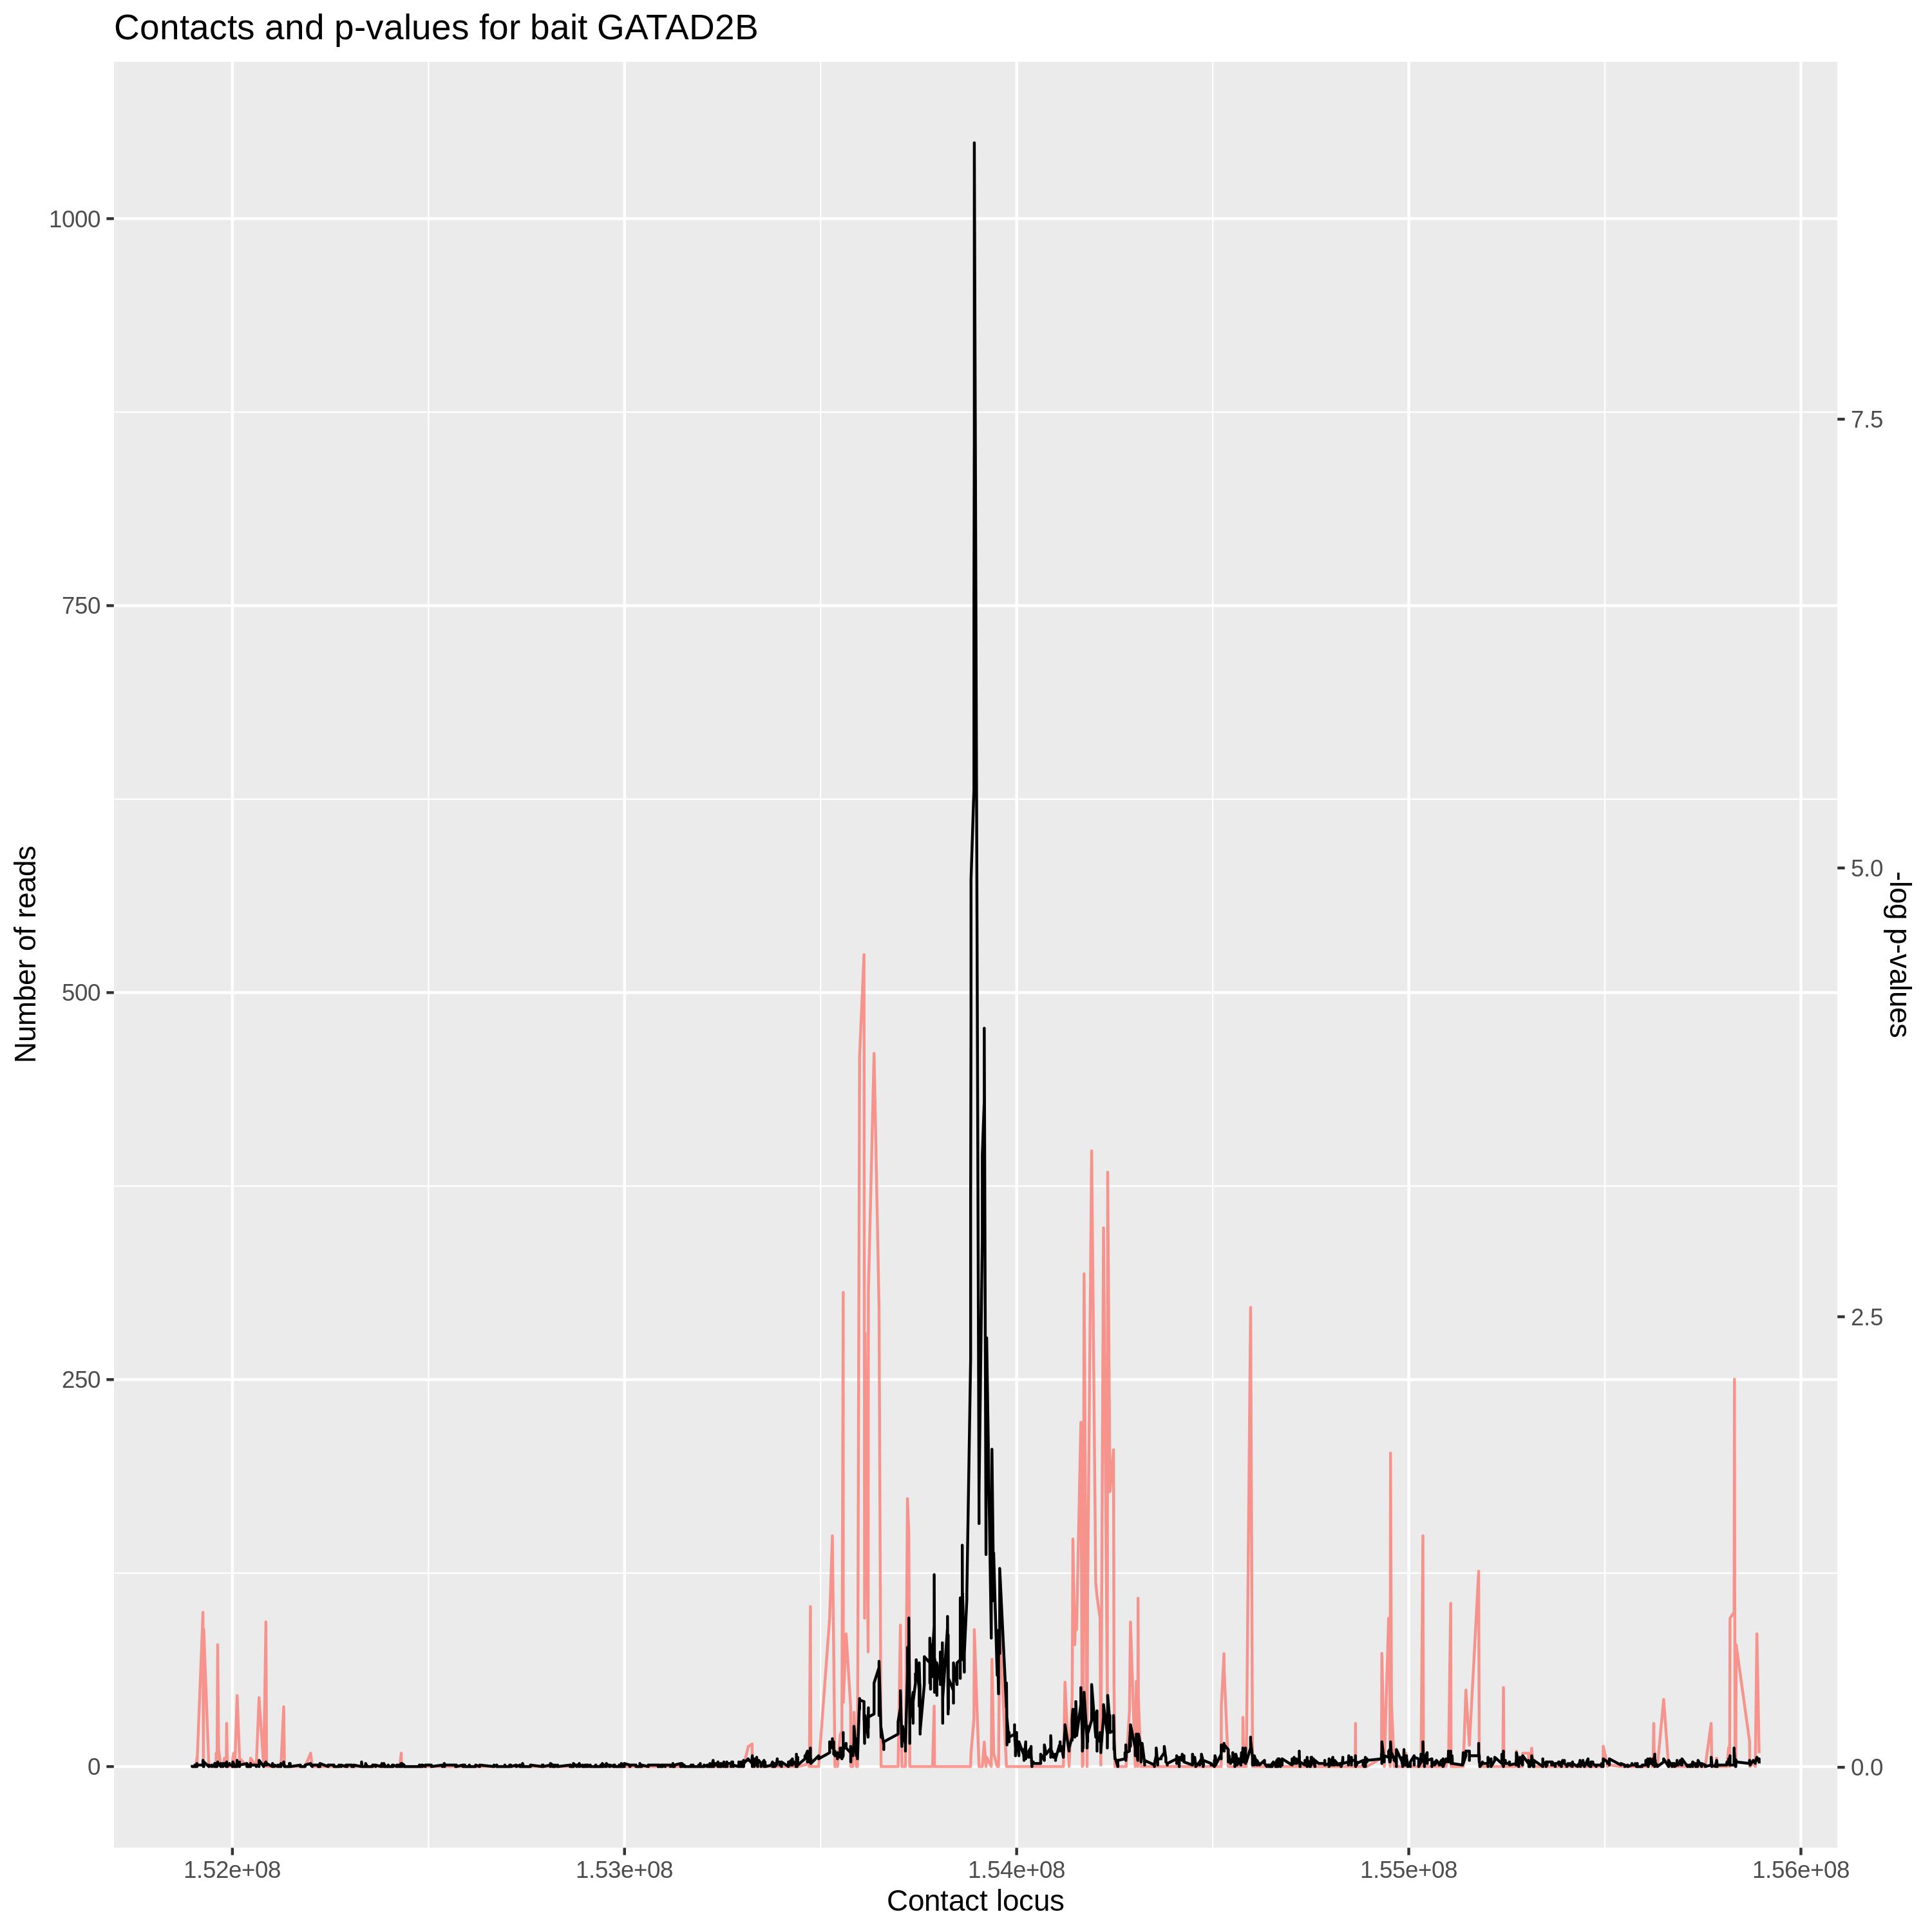 Contacts and p-values for bait GATAD2B
Number of reads
1000
750
500
250
0
7.5
5.0
2.5
0.0
-log p-values
1.52e+08
1.53e+08
1.54e+08
1.55e+08
1.56e+08
Contact locus